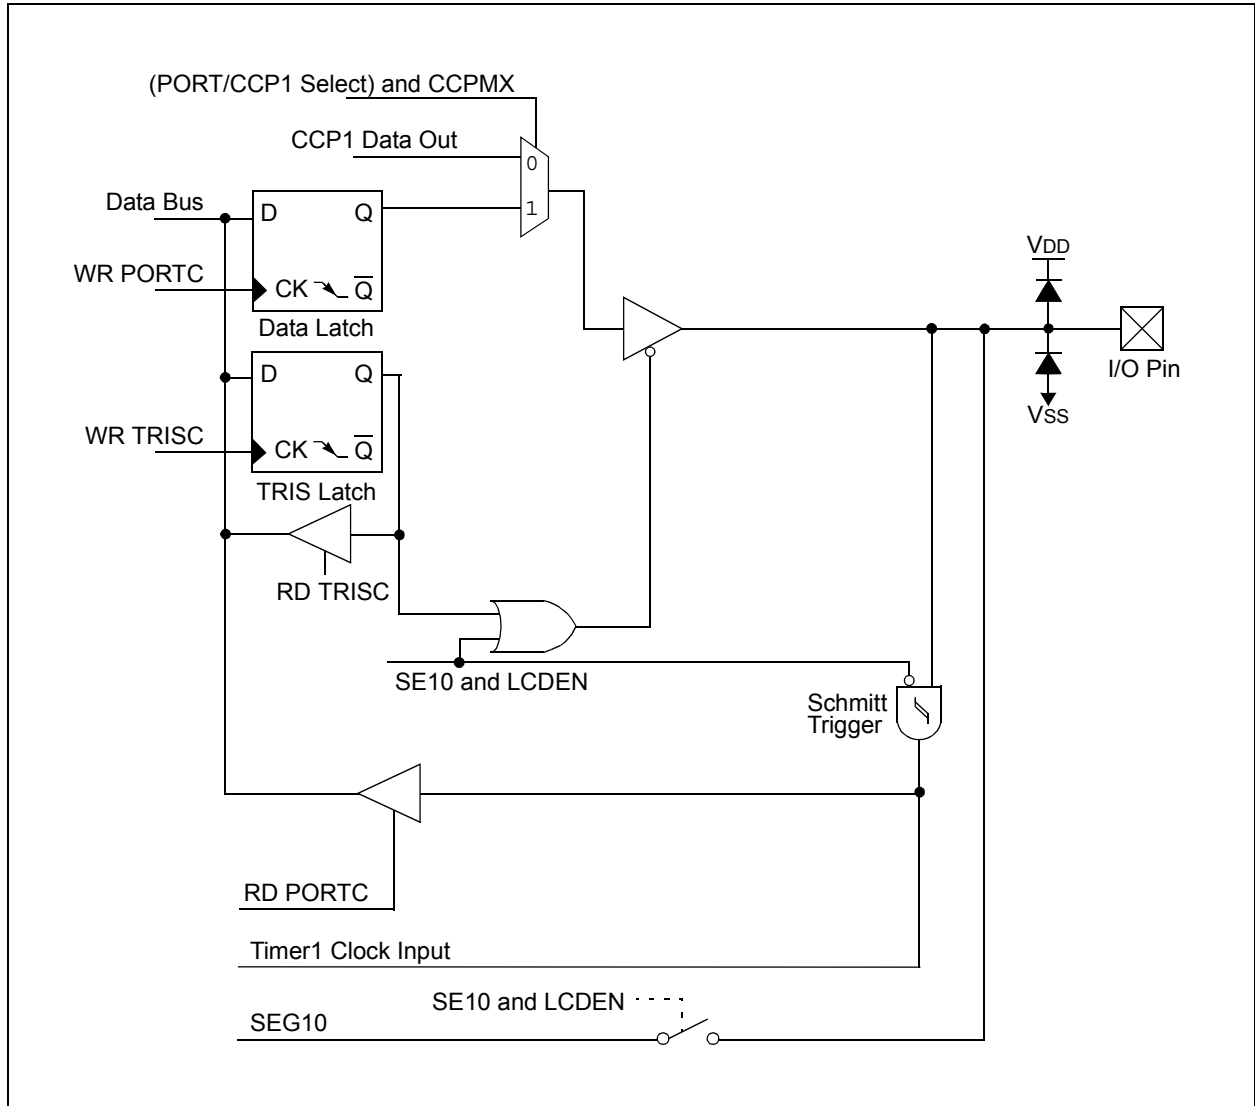 (PORT/CCP1 Select) and CCPMX
CCP1 Data Out
0
Data Bus
D Q
1
WR PORTC
CK Q̅
Data Latch
VDD
I/O Pin
VSS
D Q
WR TRISC
CK Q̅
TRIS Latch
RD TRISC
SE10 and LCDEN
Schmitt
Trigger
RD PORTC
Timer1 Clock Input
SE10 and LCDEN
SEG10